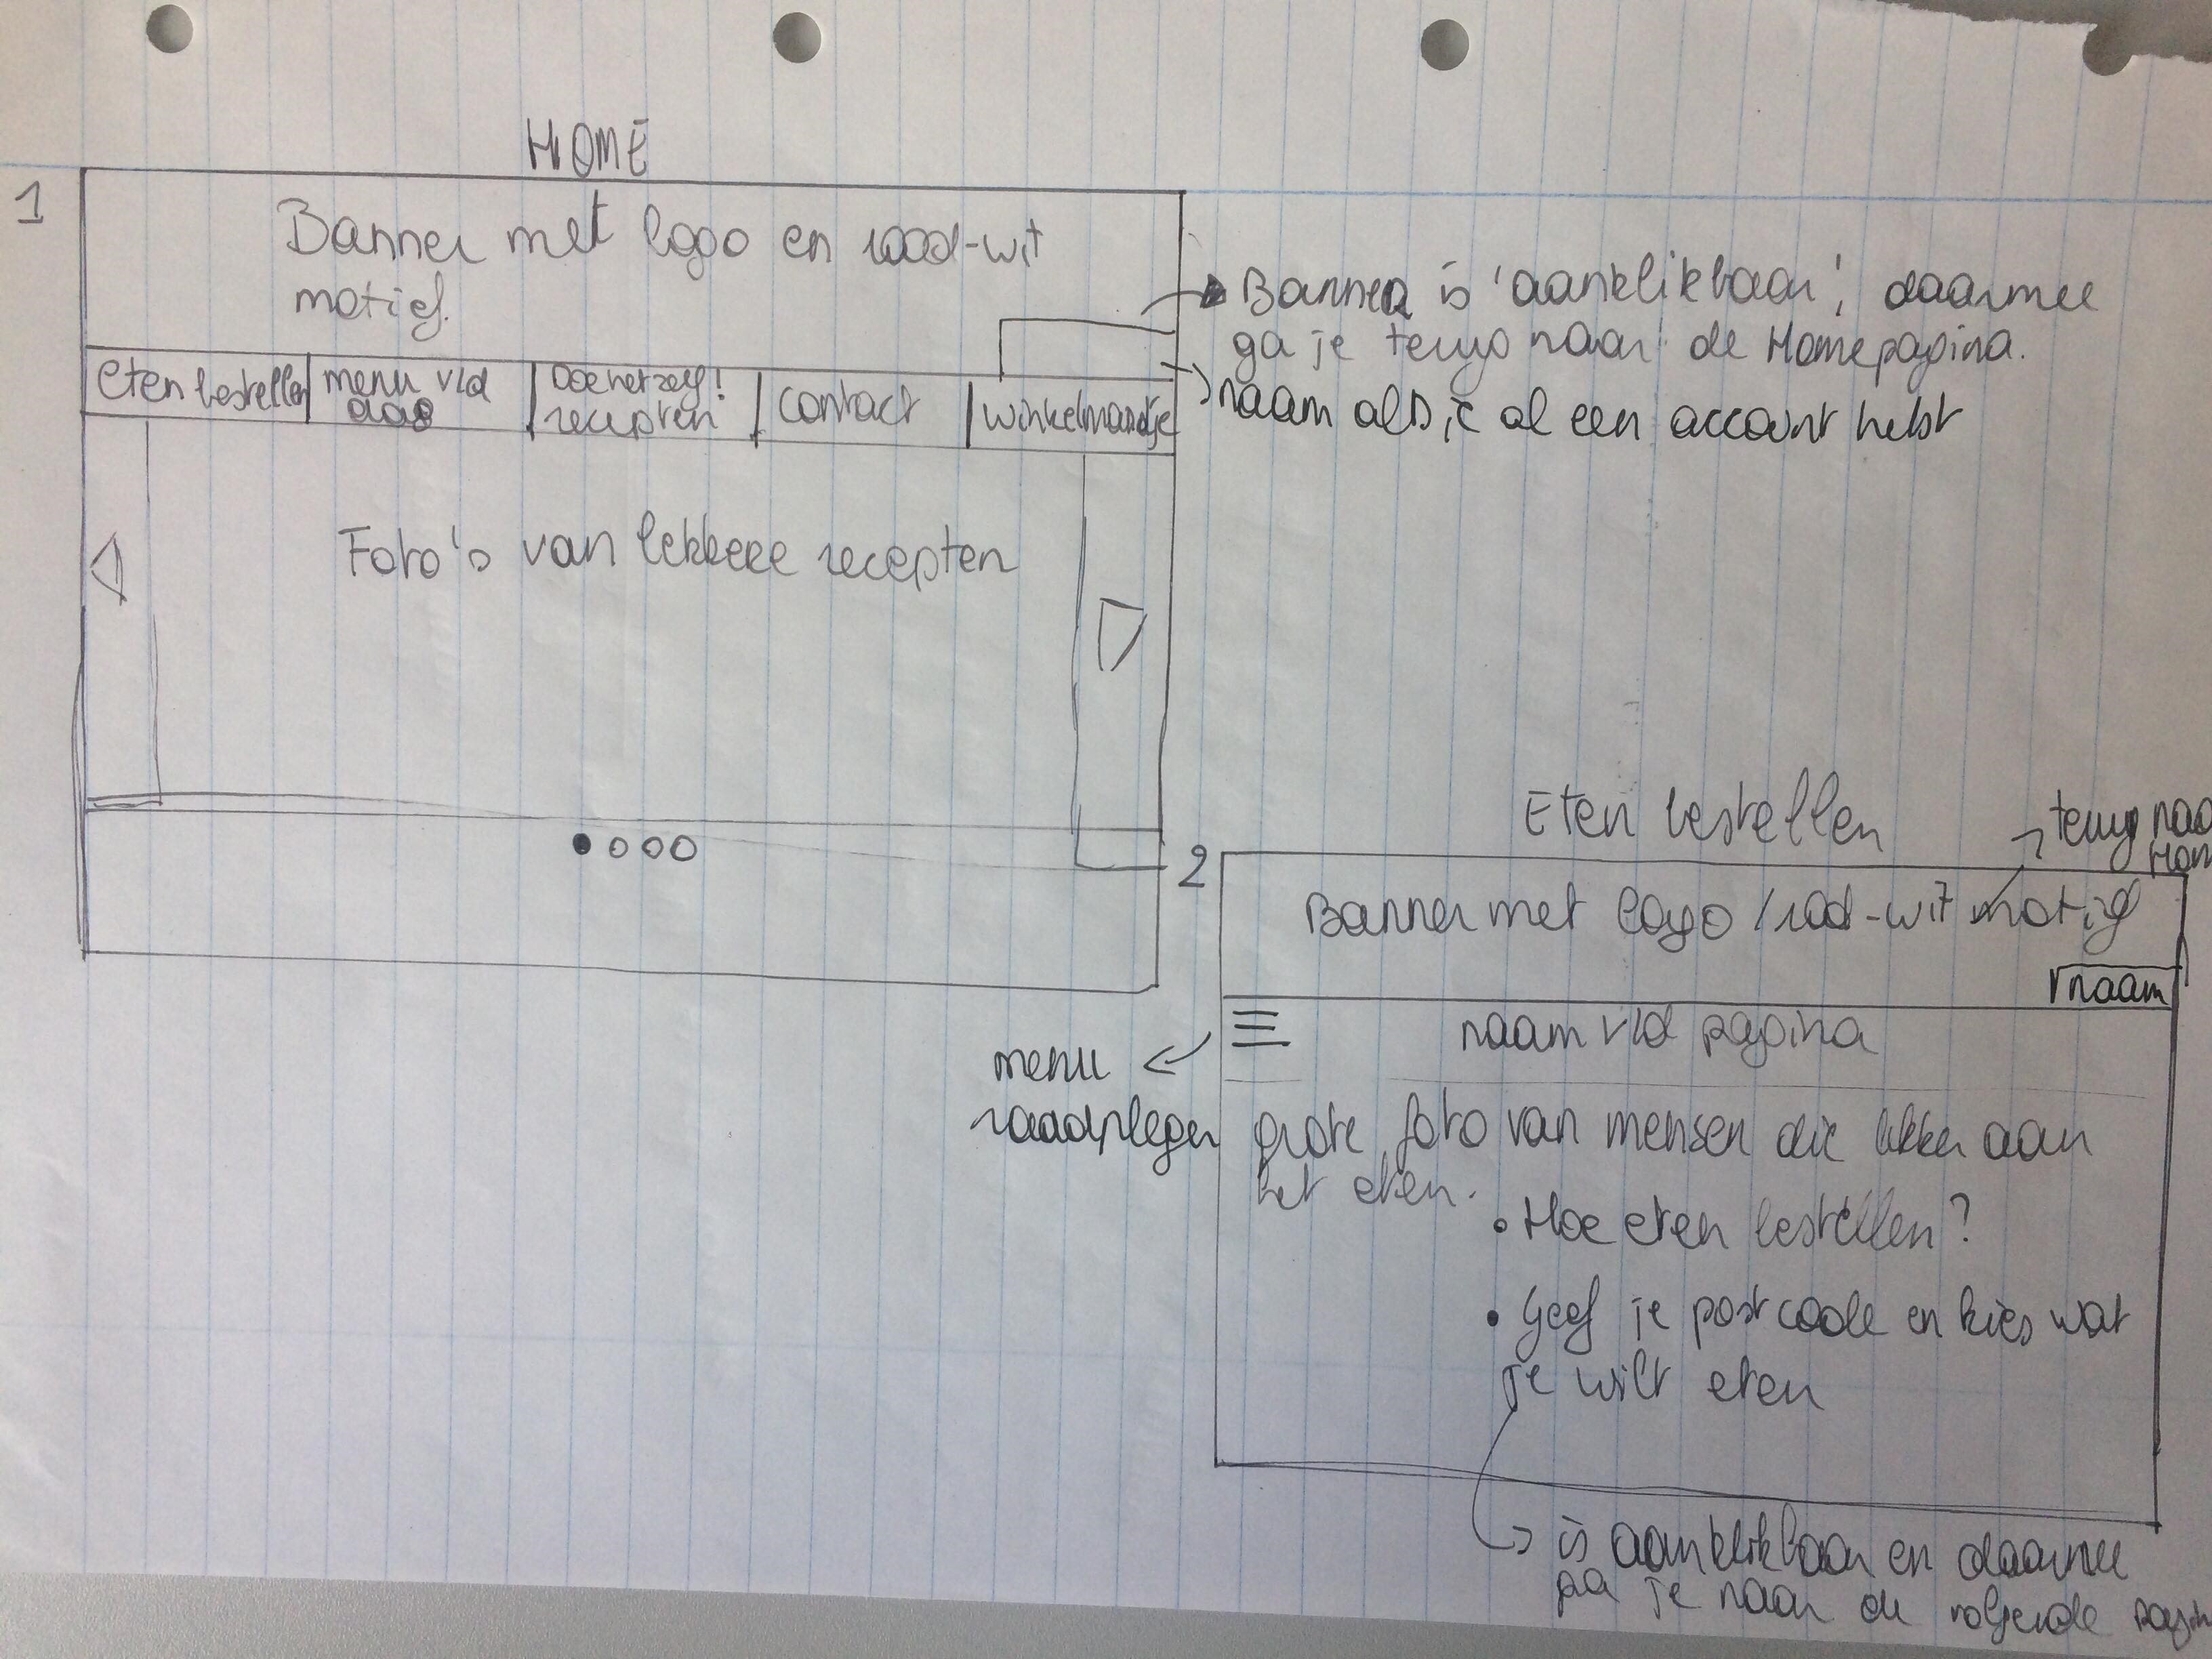 HOME
1
Banner met logo en rood-wit
motief.
eten bestellen
menu v/d
dag
Doe het zelf!
recepten
contact
winkelmandje
Banner is 'aanklikbaar', daarmee
ga je terug naar de Homepagina.
naam als je al een account hebt
Foto's van lekkere recepten
Eten bestellen
terug naa
Hom
2
Banner met logo / rood-wit motief
naam
naam v/d pagina
menu
raadplegen
grote foto van mensen die lekker aan
het eten.
• Hoe eten bestellen?
• Geef je postcode en kies wat
je wilt eten
is aanklikbaar en daarmee
ga je naar de volgende pagin